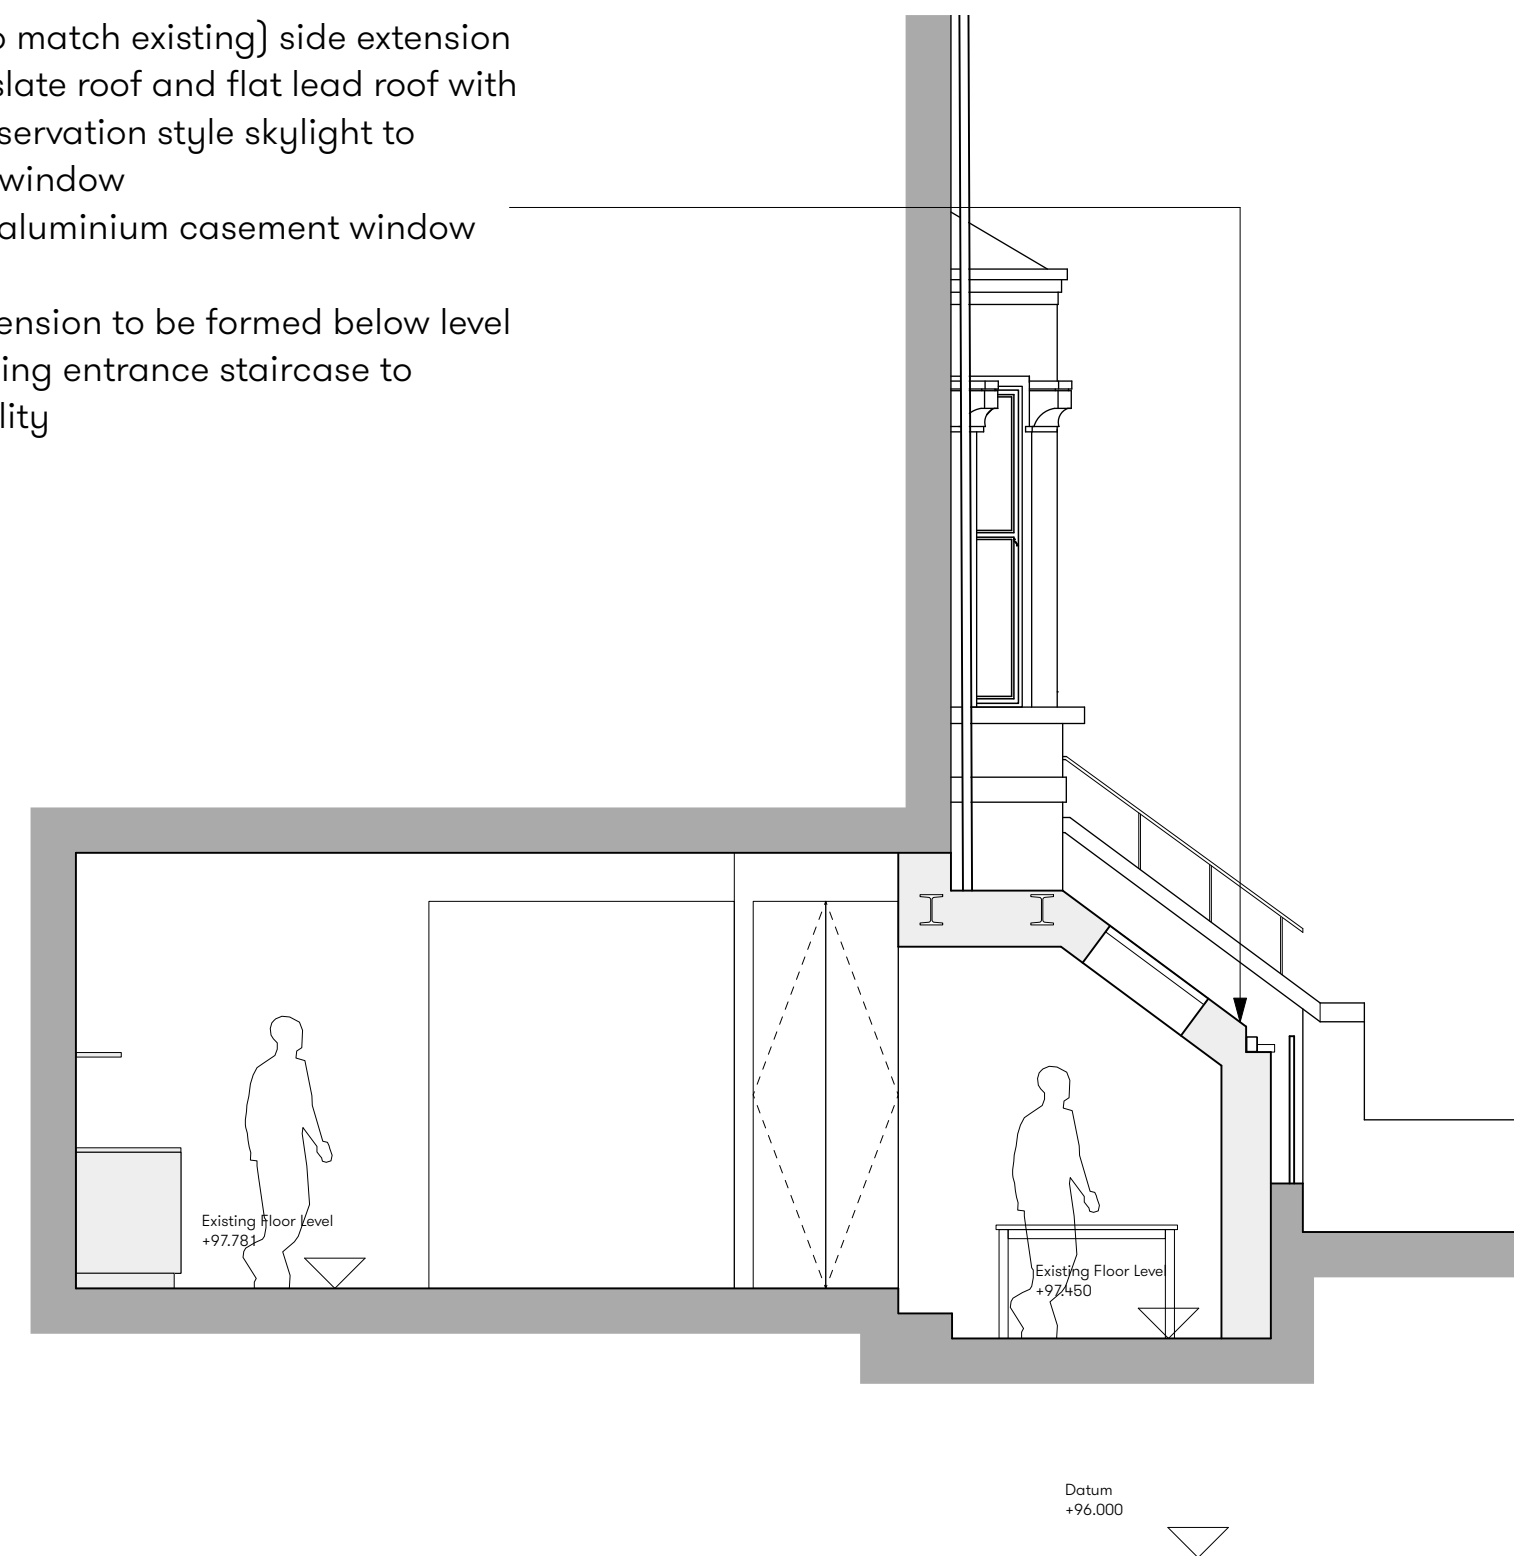 match existing) side extension
slate roof and flat lead roof with
servation style skylight to
window
aluminium casement window
ension to be formed below level
ing entrance staircase to
lity
Existing Floor Level
+97.781
Existing Floor Level
+97.450
Datum
+96.000